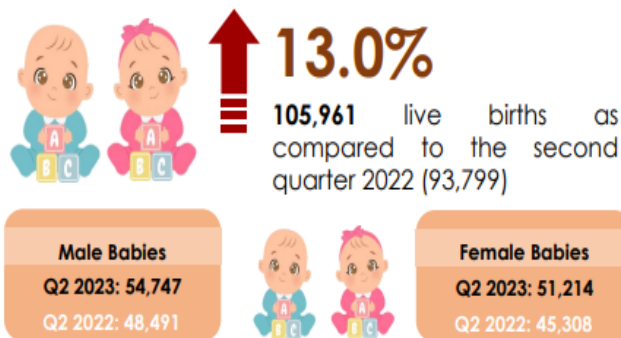 13.0%
105,961 live births as
compared to the second
quarter 2022 (93,799)
A
B C
A
B C
Male Babies
Q2 2023: 54,747
Q2 2022: 48,491
A
B C
A
B C
Female Babies
Q2 2023: 51,214
Q2 2022: 45,308